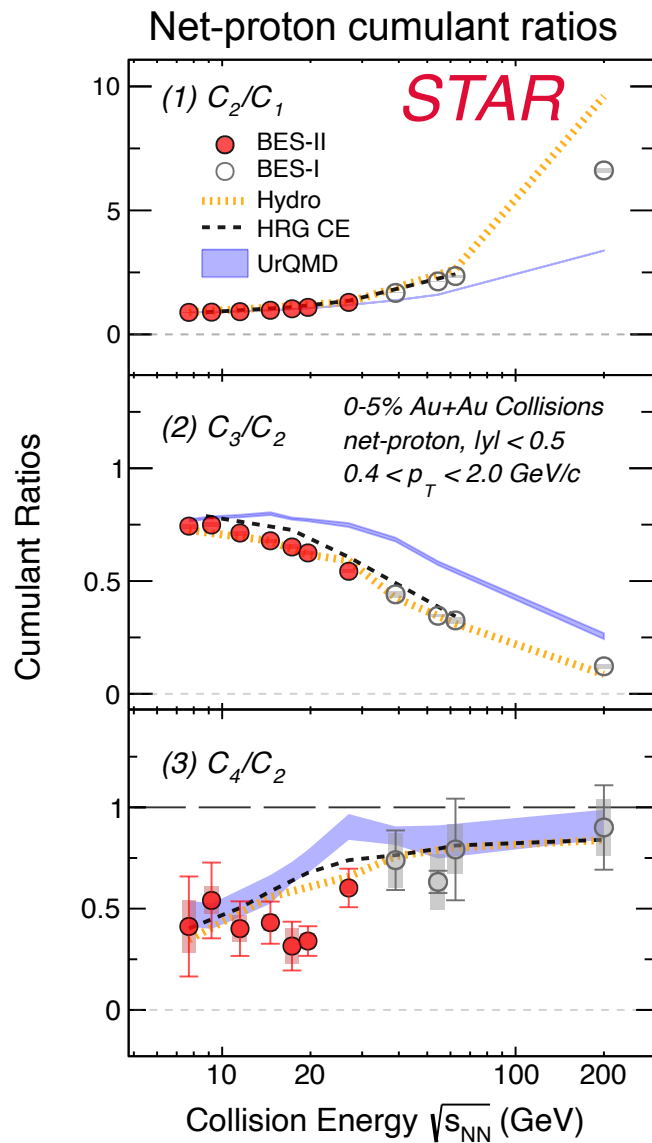 Net-proton cumulant ratios
(1) C₂/C₁
STAR
BES-II
BES-I
Hydro
HRG CE
UrQMD
10
5
0
(2) C₃/C₂
0-5% Au+Au Collisions
net-proton, |y| < 0.5
0.4 < p_T < 2.0 GeV/c
1
0.5
0
Cumulant Ratios
(3) C₄/C₂
1
0.5
0
10 20 100 200
Collision Energy √s_NN (GeV)